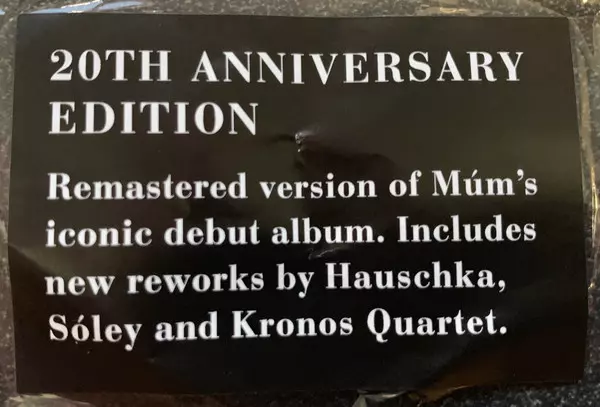 20TH ANNIVERSARY
EDITION
Remastered version of Múm's
iconic debut album. Includes
new reworks by Hauschka,
Sóley and Kronos Quartet.